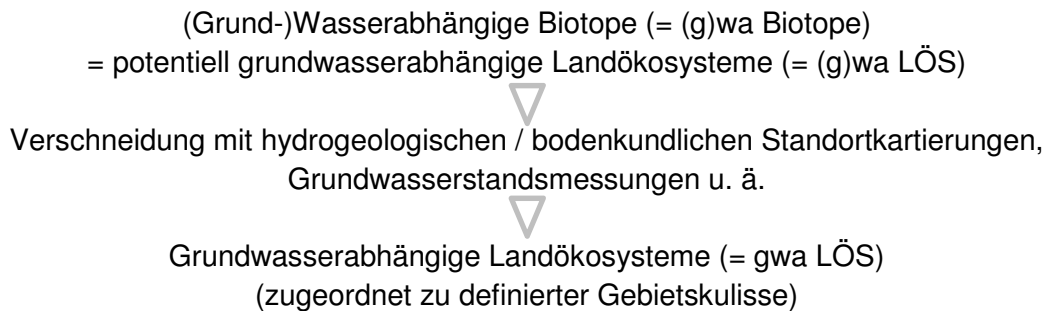 (Grund-)Wasserabhängige Biotope (= (g)wa Biotope)
= potentiell grundwasserabhängige Landökosysteme (= (g)wa LÖS)
Verschneidung mit hydrogeologischen / bodenkundlichen Standortkartierungen,
Grundwasserstandsmessungen u. ä.
Grundwasserabhängige Landökosysteme (= gwa LÖS)
(zugeordnet zu definierter Gebietskulisse)